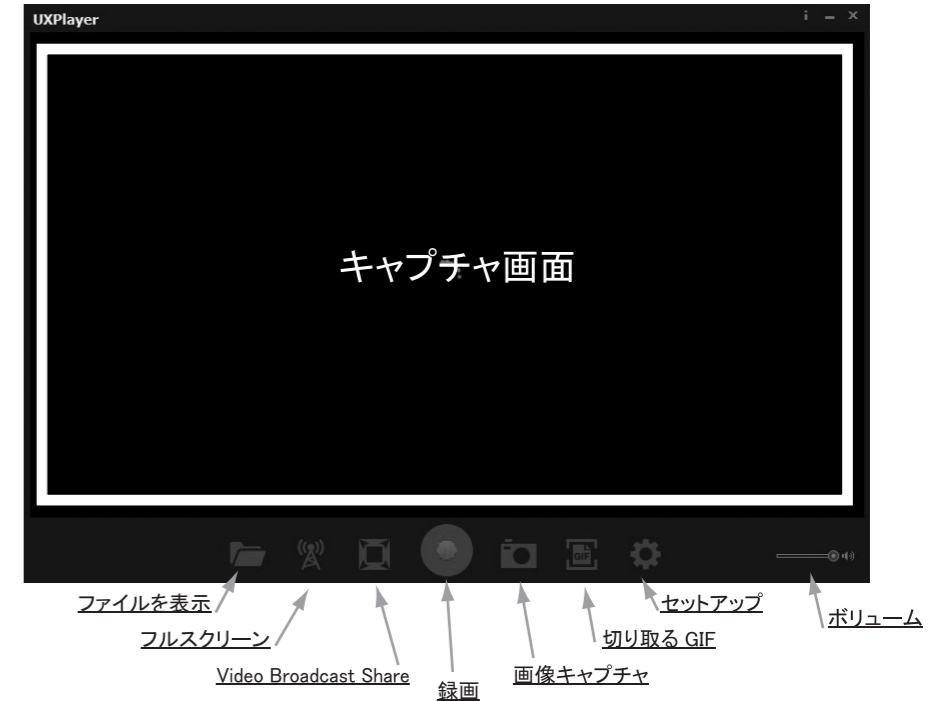 UXPlayer
キャプチャ画面
GIF
ファイルを表示
フルスクリーン
Video Broadcast Share
録画
画像キャプチャ
切り取る GIF
セットアップ
ボリューム